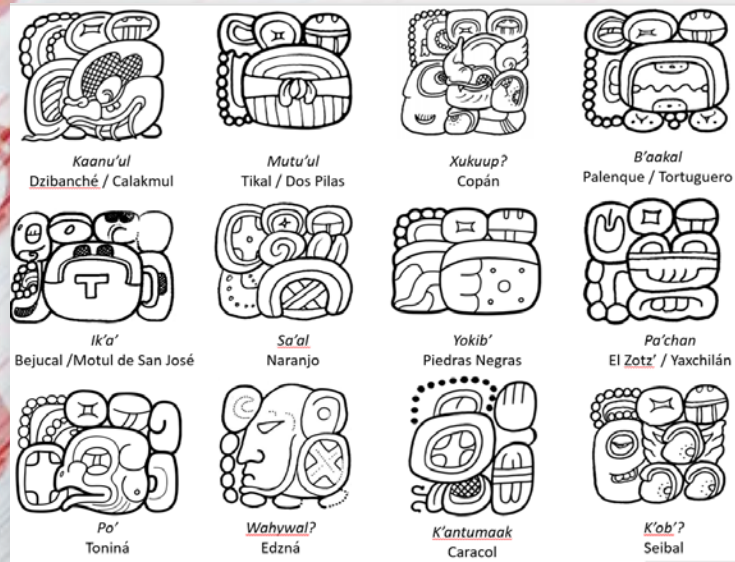 Kaanu'ul
Dzibanché / Calakmul
Mutu'ul
Tikal / Dos Pilas
Xukuup?
Copán
B'aakal
Palenque / Tortuguero
Ik'a'
Bejucal /Motul de San José
Sa'al
Naranjo
Yokib'
Piedras Negras
Pa'chan
El Zotz' / Yaxchilán
Po'
Toniná
Wahywal?
Edzná
K'antumaak
Caracol
K'ob'?
Seibal